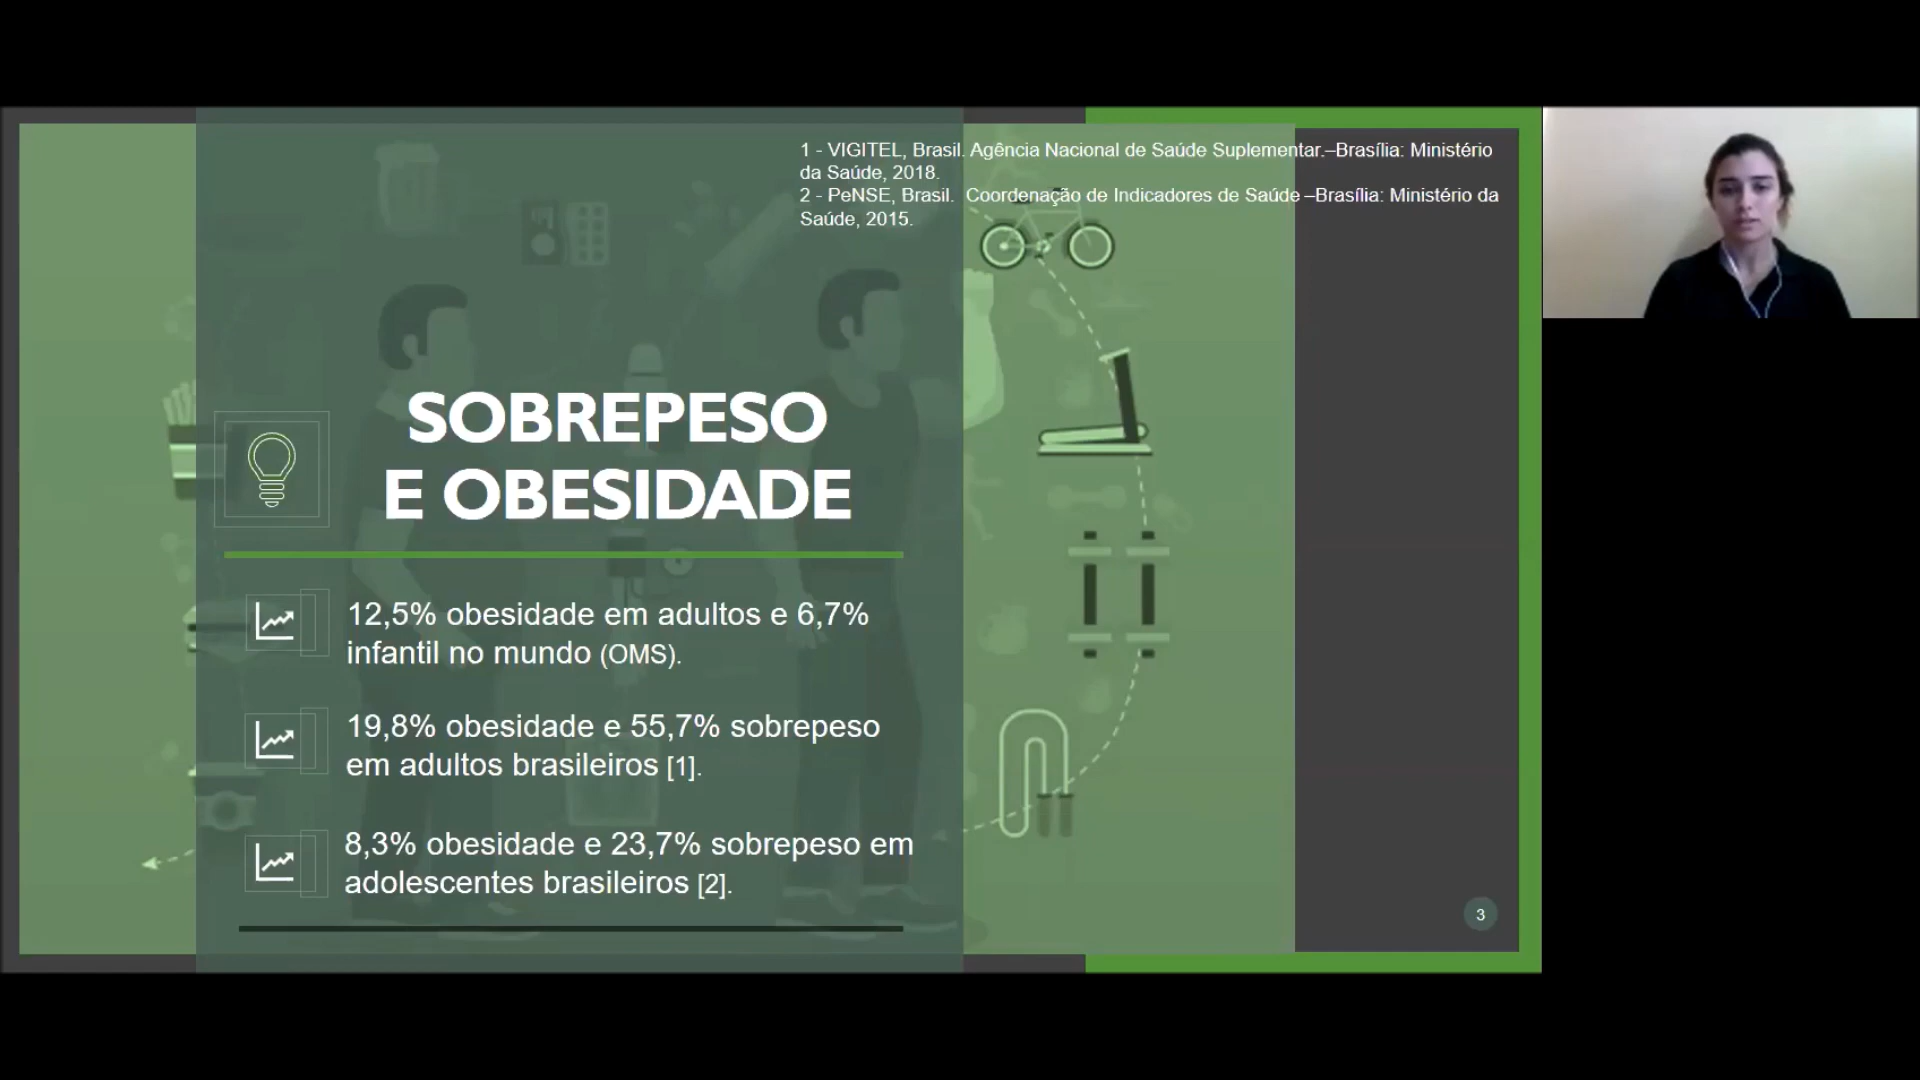 1 - VIGITEL, Brasil. Agência Nacional de Saúde Suplementar.–Brasília: Ministério
da Saúde, 2018.
2 - PeNSE, Brasil.  Coordenação de Indicadores de Saúde –Brasília: Ministério da
Saúde, 2015.
SOBREPESO
E OBESIDADE
12,5% obesidade em adultos e 6,7%
infantil no mundo (OMS).
19,8% obesidade e 55,7% sobrepeso
em adultos brasileiros [1].
8,3% obesidade e 23,7% sobrepeso em
adolescentes brasileiros [2].
3